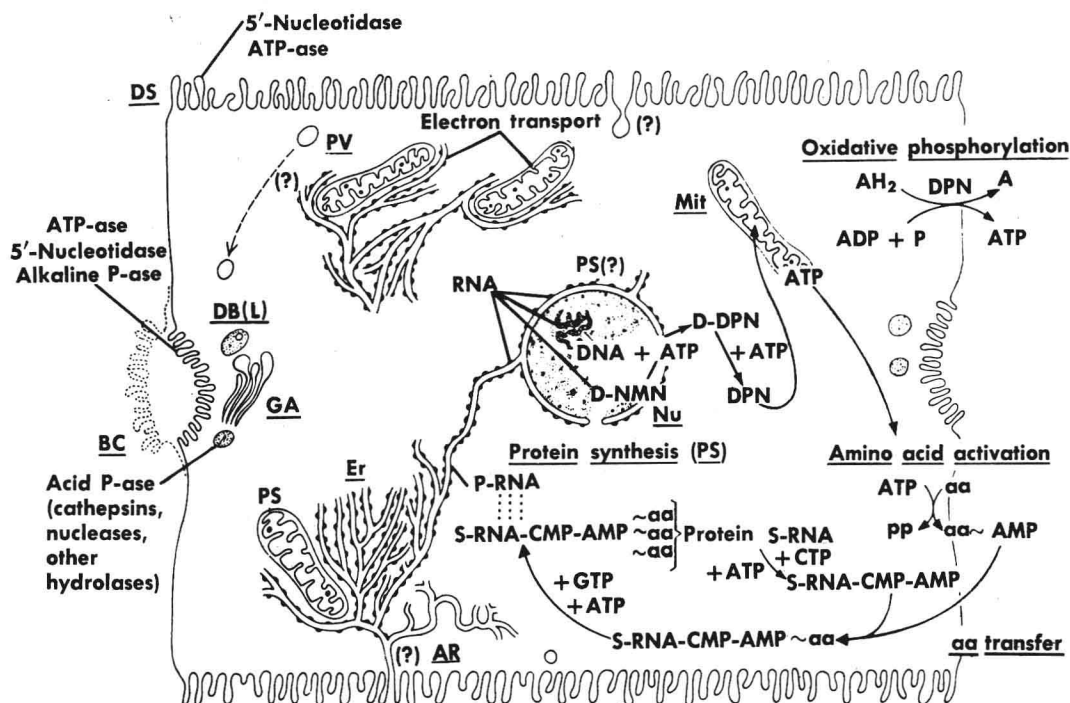 5′-Nucleotidase
ATP-ase
DS
(?)
Electron transport
PV
(?)
Oxidative phosphorylation
AH₂ DPN A
ADP + P ATP
Mit
ATP
ATP-ase
5′-Nucleotidase
Alkaline P-ase
PS(?)
RNA
DB(L)
DNA + ATP
D-DPN
+ ATP
D-NMN
DPN
Nu
GA
BC
Protein synthesis (PS)
Amino acid activation
Acid P-ase
(cathepsins,
nucleases,
other
hydrolases)
Er
PS
P-RNA
S-RNA-CMP-AMP
~aa
~aa
~aa
Protein
S-RNA
+ CTP
+ ATP
S-RNA-CMP-AMP
ATP aa
PP aa~ AMP
+ GTP
+ ATP
S-RNA-CMP-AMP ~aa
aa transfer
(?) AR